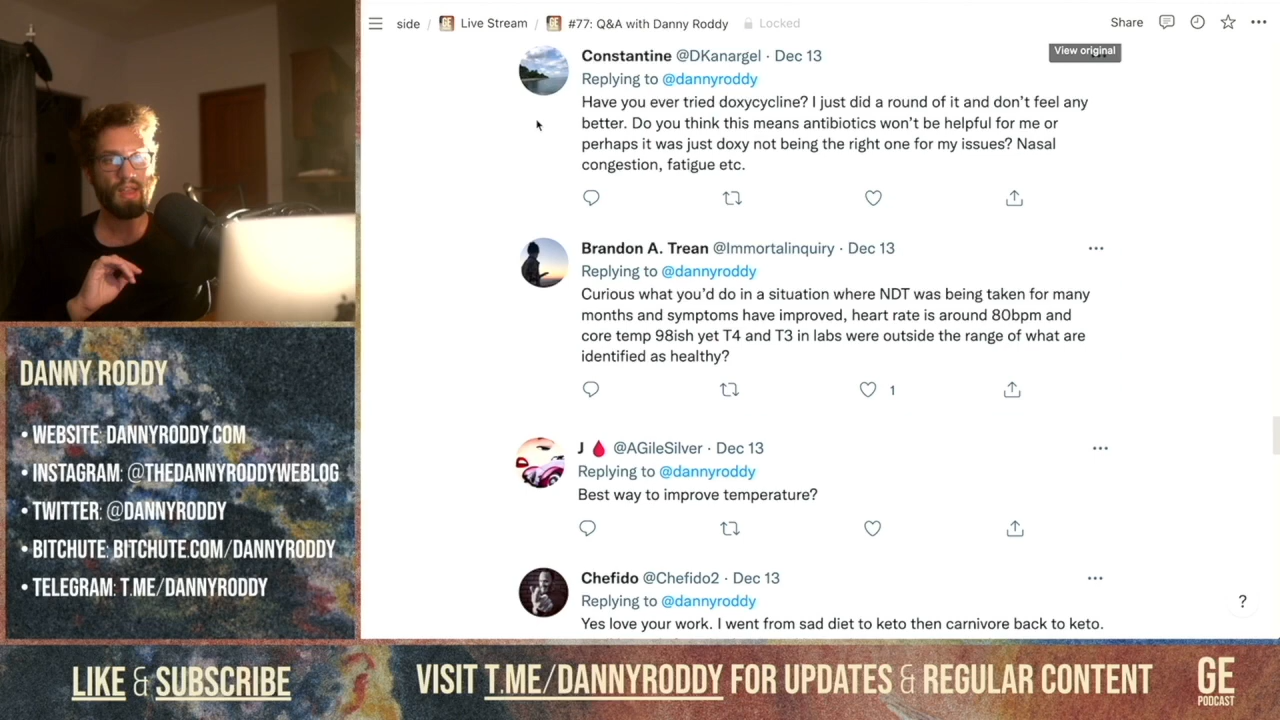 side / Live Stream / #77: Q&A with Danny Roddy Locked
Share
View original
Constantine @DKanargel · Dec 13
Replying to @dannyroddy
Have you ever tried doxycycline? I just did a round of it and don't feel any
better. Do you think this means antibiotics won't be helpful for me or
perhaps it was just doxy not being the right one for my issues? Nasal
congestion, fatigue etc.
Brandon A. Trean @Immortalinquiry · Dec 13
Replying to @dannyroddy
Curious what you'd do in a situation where NDT was being taken for many
months and symptoms have improved, heart rate is around 80bpm and
core temp 98ish yet T4 and T3 in labs were outside the range of what are
identified as healthy?
1
J 🩸 @AGileSilver · Dec 13
Replying to @dannyroddy
Best way to improve temperature?
Chefido @Chefido2 · Dec 13
Replying to @dannyroddy
Yes love your work. I went from sad diet to keto then carnivore back to keto.
?
DANNY RODDY
• WEBSITE: DANNYRODDY.COM
• INSTAGRAM: @THEDANNYRODDYWEBLOG
• TWITTER: @DANNYRODDY
• BITCHUTE: BITCHUTE.COM/DANNYRODDY
• TELEGRAM: T.ME/DANNYRODDY
LIKE & SUBSCRIBE
VISIT T.ME/DANNYRODDY FOR UPDATES & REGULAR CONTENT
GE
PODCAST